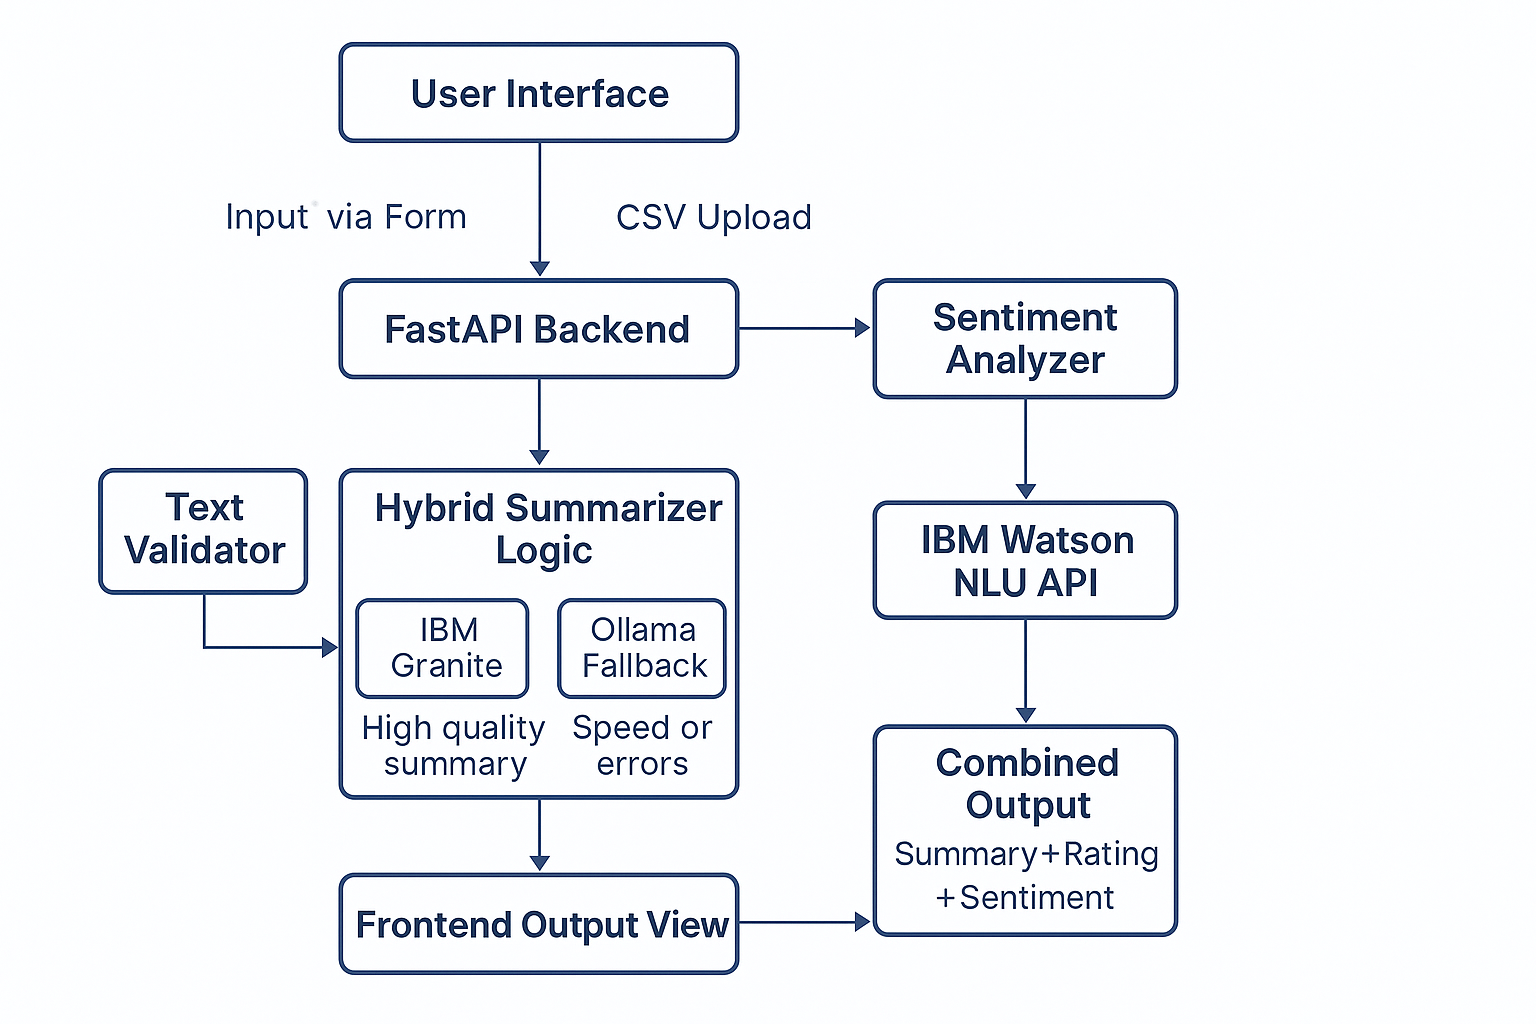 User Interface
Input via Form
CSV Upload
FastAPI Backend
Sentiment
Analyzer
Text
Validator
Hybrid Summarizer
Logic
IBM
Granite
Ollama
Fallback
High quality
summary
Speed or
errors
IBM Watson
NLU API
Combined
Output
Summary+Rating
+Sentiment
Frontend Output View